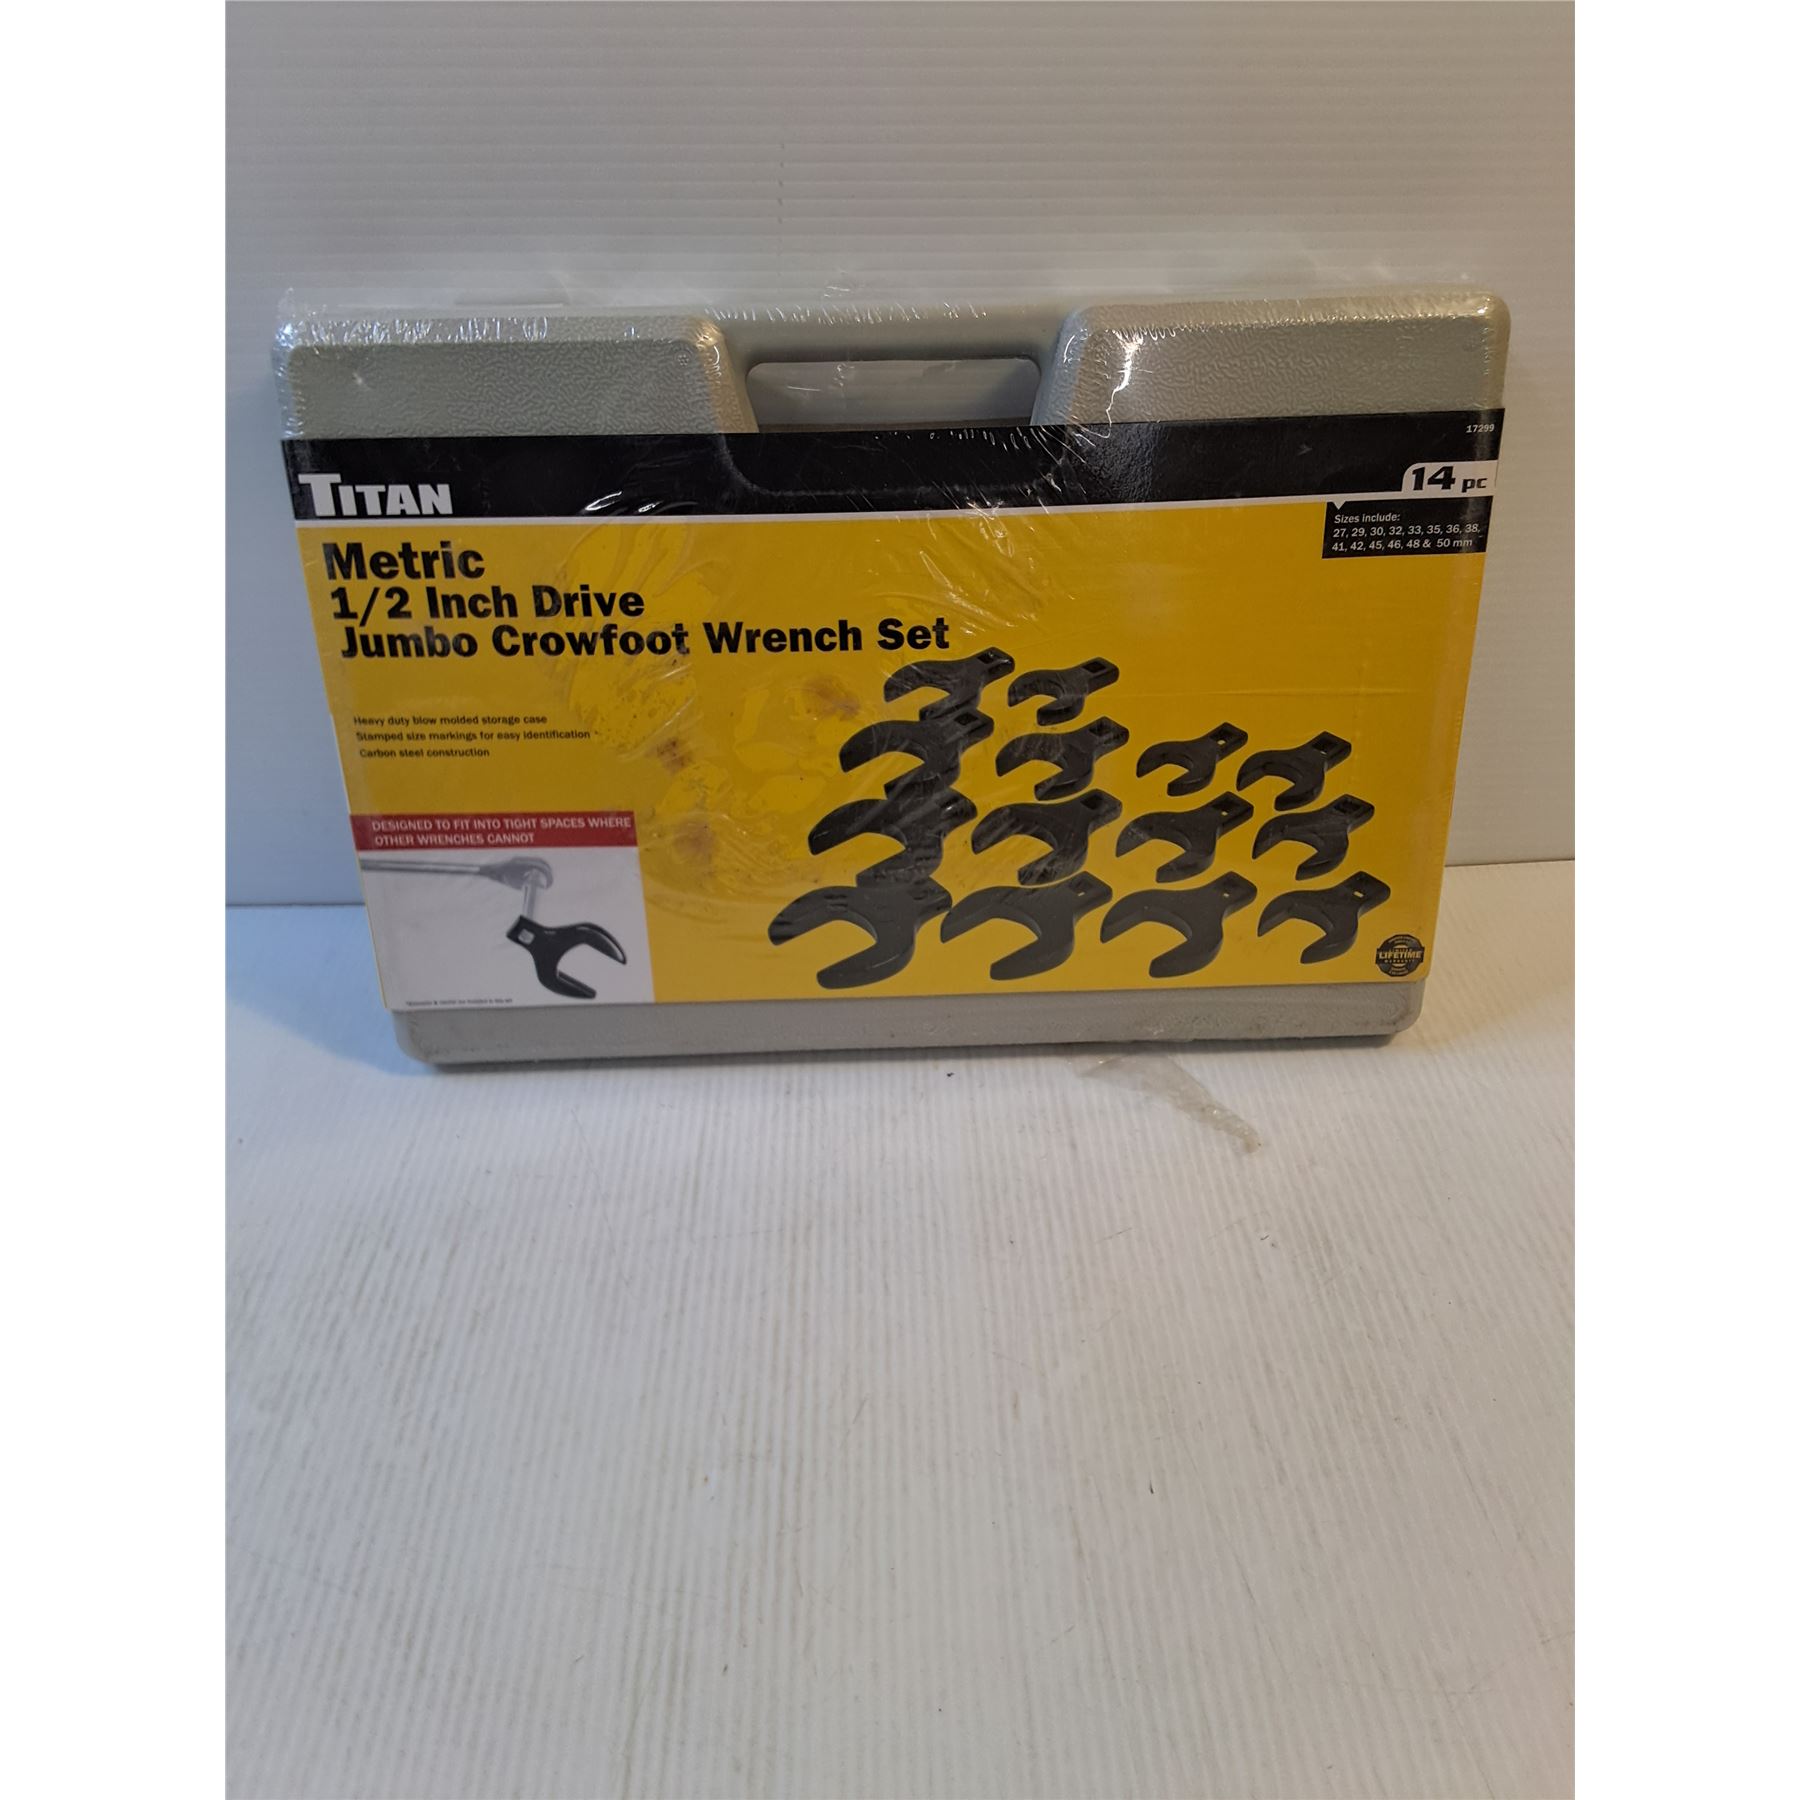 17299
TITAN
14 pc
Sizes include:
27, 29, 30, 32, 33, 35, 36, 38,
41, 42, 45, 46, 48 & 50 mm
Metric
1/2 Inch Drive
Jumbo Crowfoot Wrench Set
Heavy duty blow molded storage case
Stamped size markings for easy identification
Carbon steel construction
DESIGNED TO FIT INTO TIGHT SPACES WHERE
OTHER WRENCHES CANNOT
LIFETIME